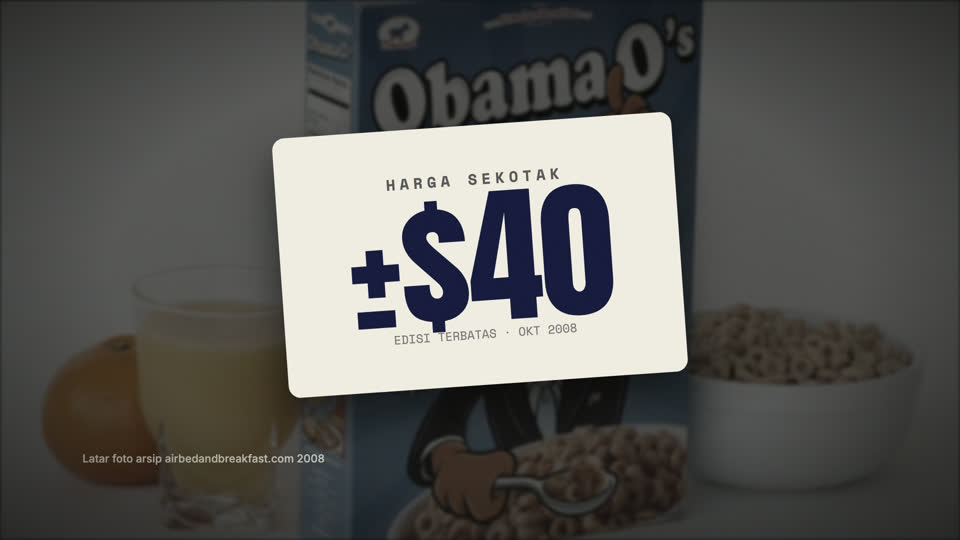 Obama O's
HARGA SEKOTAK
±$40
EDISI TERBATAS · OKT 2008
Latar foto arsip airbedandbreakfast.com 2008